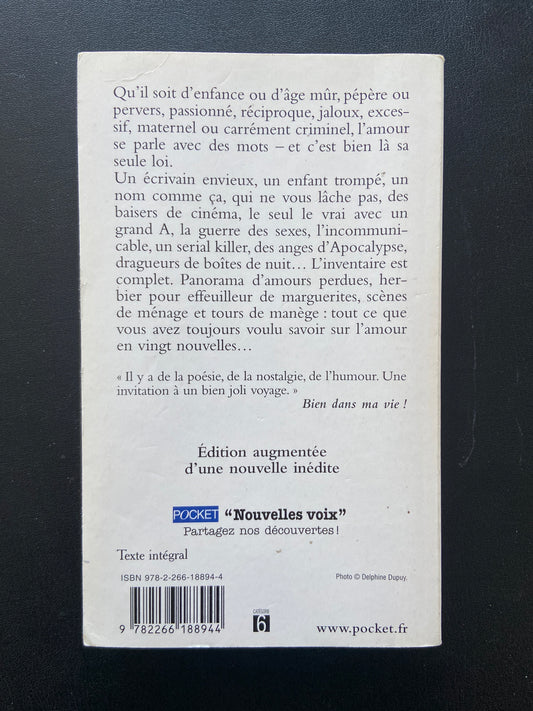 Qu'il soit d'enfance ou d'âge mûr, pépère ou
pervers, passionné, réciproque, jaloux, exces-
sif, maternel ou carrément criminel, l'amour
se parle avec des mots – et c'est bien là sa
seule loi.
Un écrivain envieux, un enfant trompé, un
nom comme ça, qui ne vous lâche pas, des
baisers de cinéma, le seul le vrai avec un
grand A, la guerre des sexes, l'incommuni-
cable, un serial killer, des anges d'Apocalypse,
dragueurs de boîtes de nuit… L'inventaire est
complet. Panorama d'amours perdues, her-
bier pour effeuilleur de marguerites, scènes
de ménage et tours de manège : tout ce que
vous avez toujours voulu savoir sur l'amour
en vingt nouvelles…
« Il y a de la poésie, de la nostalgie, de l'humour. Une
invitation à un bien joli voyage. »
Bien dans ma vie !
Édition augmentée
d'une nouvelle inédite
POCKET "Nouvelles voix"
Partagez nos découvertes !
Texte intégral
ISBN 978-2-266-18894-4
Photo © Delphine Dupuy.
CATÉGORIE
6
9 782266 188944
www.pocket.fr